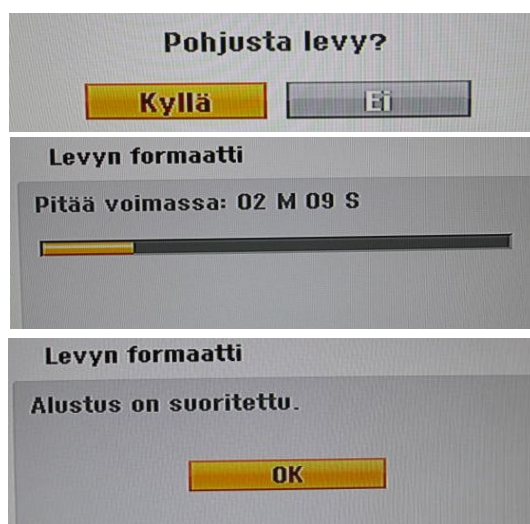 Pohjusta levy?
Kyllä Ei
Levyn formaatti
Pitää voimassa: 02 M 09 S
Levyn formaatti
Alustus on suoritettu.
OK